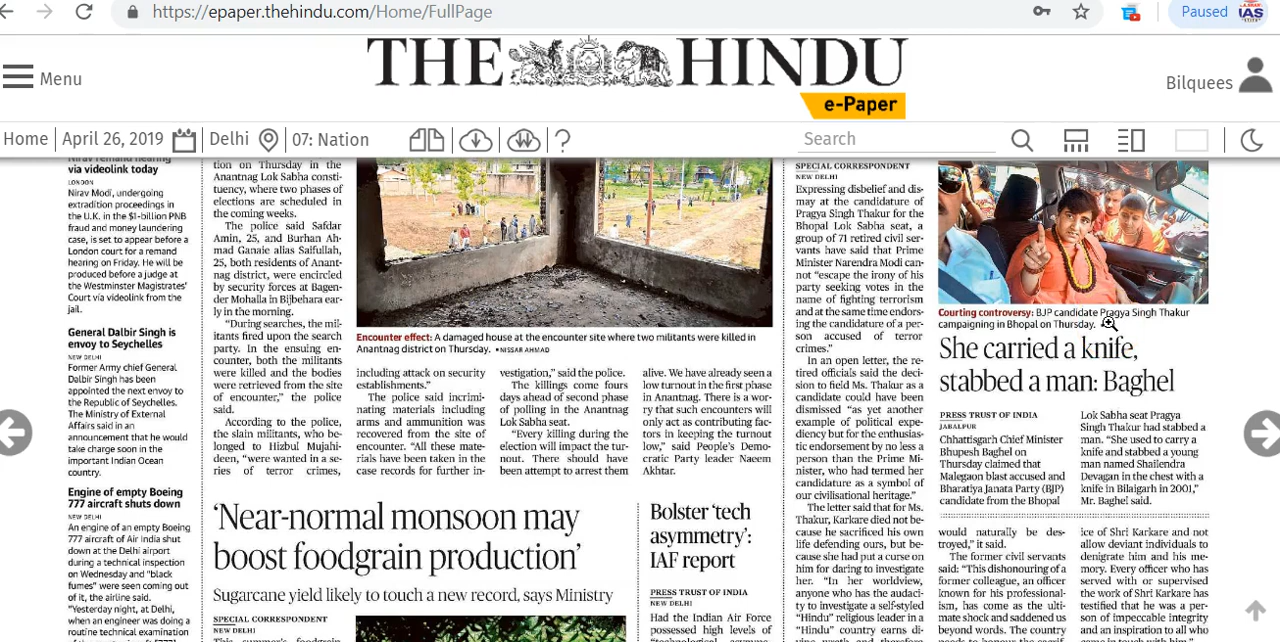 https://epaper.thehindu.com/Home/FullPage
Paused
IAS
THE HINDU
e-Paper
Menu
Bilquees
Home
April 26, 2019
Delhi
07: Nation
?
Search
Nirav remand hearing
via videolink today
LONDON
Nirav Modi, undergoing
extradition proceedings in
the U.K. in the $1-billion PNB
fraud and money laundering
case, is set to appear before a
London court for a remand
hearing on Friday. He will be
produced before a judge at
the Westminster Magistrates'
Court via videolink from the
jail.
General Dalbir Singh is
envoy to Seychelles
NEW DELHI
Former Army chief General
Dalbir Singh has been
appointed the next envoy to
the Republic of Seychelles.
The Ministry of External
Affairs said in an
announcement that he would
take charge soon in the
important Indian Ocean
country.
Engine of empty Boeing
777 aircraft shuts down
NEW DELHI
An engine of an empty Boeing
777 aircraft of Air India shut
down at the Delhi airport
during a technical inspection
on Wednesday and "black
fumes" were seen coming out
of it, the airline said.
"Yesterday night, at Delhi,
when an engineer was doing a
routine technical examination
tion on Thursday in the
Anantnag Lok Sabha consti-
tuency, where two phases of
elections are scheduled in
the coming weeks.
The police said Safdar
Amin, 25, and Burhan Ah-
mad Ganaie alias Saifullah,
25, both residents of Anant-
nag district, were encircled
by security forces at Bagen-
der Mohalla in Bijbehara ear-
ly in the morning.
"During searches, the mil-
itants fired upon the search
party. In the ensuing en-
counter, both the militants
were killed and the bodies
were retrieved from the site
of encounter," the police
said.
According to the police,
the slain militants, who be-
longed to Hizbul Mujahi-
deen, "were wanted in a se-
ries of terror crimes,
Encounter effect: A damaged house at the encounter site where two militants were killed in
Anantnag district on Thursday. • NISSAR AHMAD
including attack on security
establishments."
The police said incrimi-
nating materials including
arms and ammunition was
recovered from the site of
encounter. "All these mate-
rials have been taken in the
case records for further in-
vestigation," said the police.
The killings come fours
days ahead of second phase
of polling in the Anantnag
Lok Sabha seat.
"Every killing during the
election will impact the tur-
nout. There should have
been attempt to arrest them
alive. We have already seen a
low turnout in the first phase
in Anantnag. There is a wor-
ry that such encounters will
only act as contributing fac-
tors in keeping the turnout
low," said People's Demo-
cratic Party leader Naeem
Akhtar.
'Near-normal monsoon may
boost foodgrain production'
Sugarcane yield likely to touch a new record, says Ministry
SPECIAL CORRESPONDENT
NEW DELHI
This summer's foodgrain
Bolster 'tech
asymmetry':
IAF report
PRESS TRUST OF INDIA
NEW DELHI
Had the Indian Air Force
possessed high levels of
SPECIAL CORRESPONDENT
NEW DELHI
Expressing disbelief and dis-
may at the candidature of
Pragya Singh Thakur for the
Bhopal Lok Sabha seat, a
group of 71 retired civil ser-
vants have said that Prime
Minister Narendra Modi can-
not "escape the irony of his
party seeking votes in the
name of fighting terrorism
and at the same time endors-
ing the candidature of a per-
son accused of terror
crimes."
In an open letter, the re-
tired officials said the deci-
sion to field Ms. Thakur as a
candidate could have been
dismissed "as yet another
example of political expe-
diency but for the enthusias-
tic endorsement by no less a
person than the Prime Mi-
nister, who had termed her
candidature as a symbol of
our civilisational heritage."
The letter said that for Ms.
Thakur, Karkare died not be-
cause he sacrificed his own
life defending ours, but be-
cause she had put a curse on
him for daring to investigate
her. "In her worldview,
anyone who has the audaci-
ty to investigate a self-styled
"Hindu" religious leader in a
"Hindu" country earns di-
Courting controversy: BJP candidate Pragya Singh Thakur
campaigning in Bhopal on Thursday.
She carried a knife,
stabbed a man: Baghel
PRESS TRUST OF INDIA
JABALPUR
Chhattisgarh Chief Minister
Bhupesh Baghel on
Thursday claimed that
Malegaon blast accused and
Bharatiya Janata Party (BJP)
candidate from the Bhopal
Lok Sabha seat Pragya
Singh Thakur had stabbed a
man. "She used to carry a
knife and stabbed a young
man named Shailendra
Devagan in the chest with a
knife in Bilaigarh in 2001,"
Mr. Baghel said.
would naturally be des-
troyed," it said.
The former civil servants
said: "This dishonouring of a
former colleague, an officer
known for his professional-
ism, has come as the ulti-
mate shock and saddened us
beyond words. The country
ice of Shri Karkare and not
allow deviant individuals to
denigrate him and his me-
mory. Every officer who has
served with or supervised
the work of Shri Karkare has
testified that he was a per-
son of impeccable integrity
and an inspiration to all who